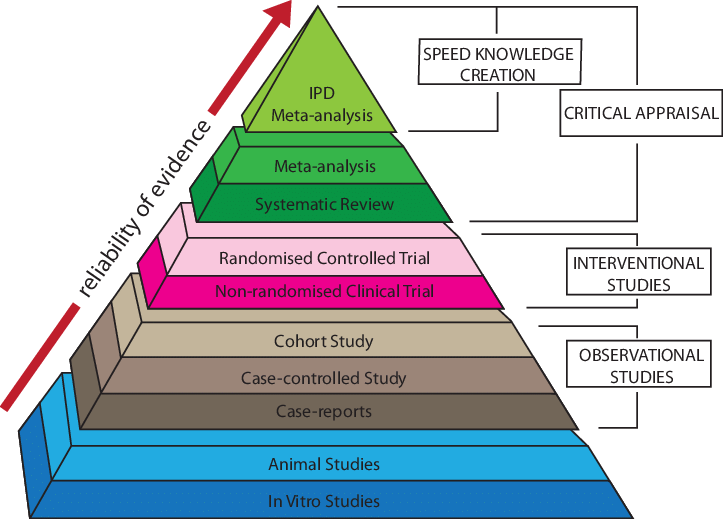 SPEED KNOWLEDGE
CREATION
IPD
Meta-analysis
CRITICAL APPRAISAL
reliability of evidence
Meta-analysis
Systematic Review
Randomised Controlled Trial
INTERVENTIONAL
STUDIES
Non-randomised Clinical Trial
Cohort Study
OBSERVATIONAL
STUDIES
Case-controlled Study
Case-reports
Animal Studies
In Vitro Studies